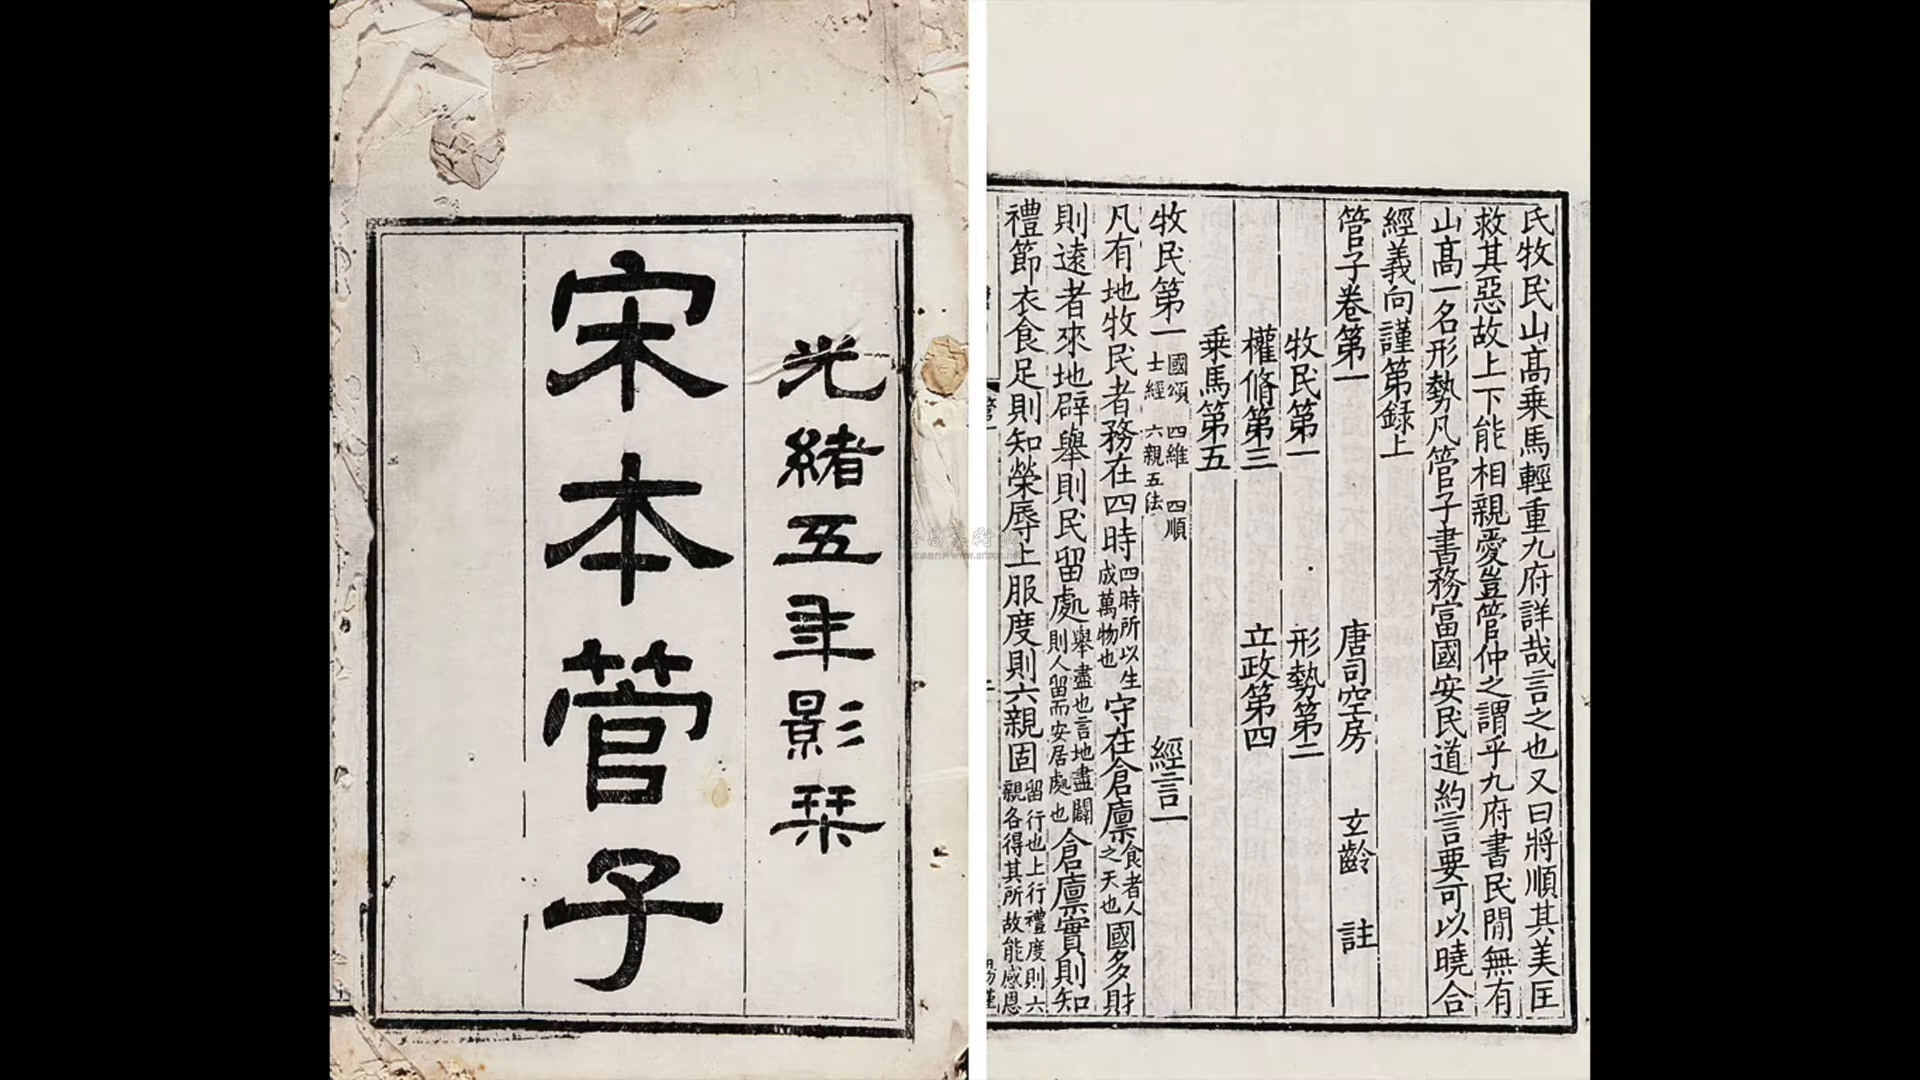 光緒五年影栞
宋本管子
氏牧民山高乗馬輕重九府詳哉言之也又曰將順其美匡
救其惡故上下能相親愛豈管仲之謂乎九府書民閒無有
山高一名形勢凡管子書務富國安民道約言要可以曉合
經義向謹第録上
管子卷第一 唐司空房 玄齡 註
牧民第一 形勢第二
權脩第三 立政第四
乗馬第五
牧民第一 國頌 四維 四順 士經 六親五法 經言一
凡有地牧民者務在四時 四時所以生成萬物也 守在倉廪 食者人之天也 國多財
則遠者來地辟舉則民留處 舉盡也言地盡闢則人留而安居處也 倉廪實則知
禮節衣食足則知榮辱上服度則六親固 留行也上行禮度則六親各得其所故能感恩